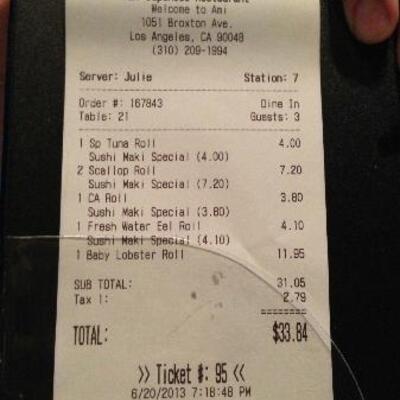 Japanese Restaurant
Welcome to Ami
1051 Broxton Ave.
Los Angeles, CA 90048
(310) 209-1994
Server: Julie Station: 7
Order #: 167843 Dine In
Table: 21 Guests: 3
1 Sp Tuna Roll 4.00
Sushi Maki Special (4.00)
2 Scallop Roll 7.20
Sushi Maki Special (7.20)
1 CA Roll 3.80
Sushi Maki Special (3.80)
1 Fresh Water Eel Roll 4.10
Sushi Maki Special (4.10)
1 Baby Lobster Roll 11.95
SUB TOTAL: 31.05
Tax 1: 2.79
========
TOTAL: $33.84
>> Ticket #: 95 <<
6/20/2013 7:18:48 PM